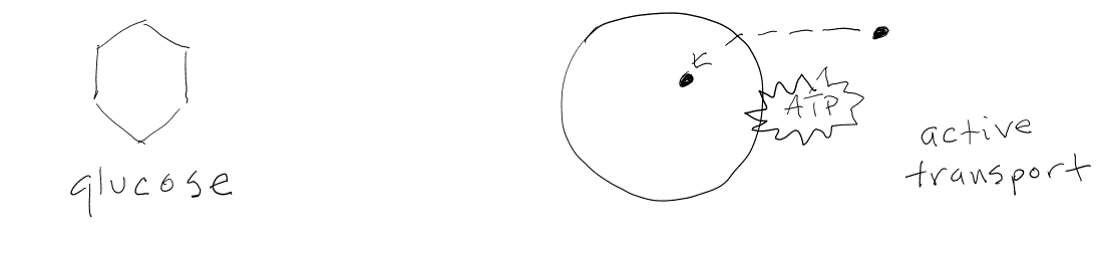 ATP
active
transport
glucose